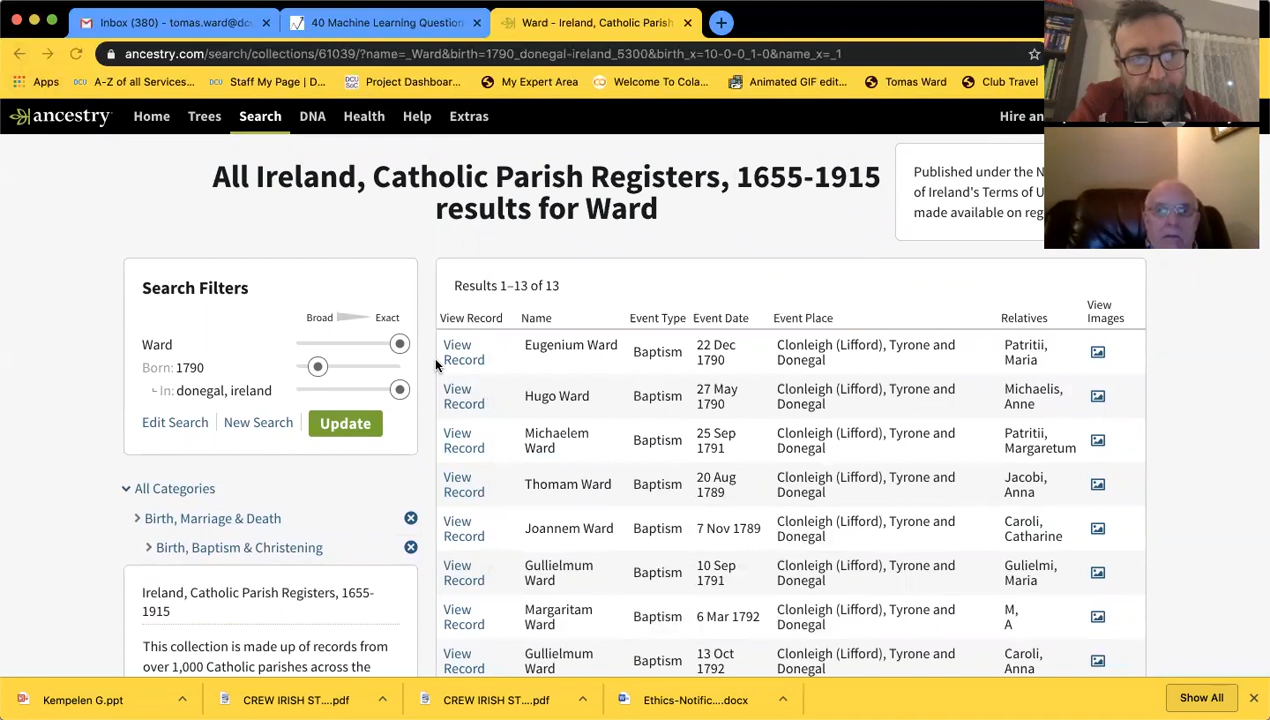 Inbox (380) - tomas.ward@dc
40 Machine Learning Question
Ward - Ireland, Catholic Parish
ancestry.com/search/collections/61039/?name=_Ward&birth=1790_donegal-ireland_5300&birth_x=10-0-0_1-0&name_x=_1
Apps
A-Z of all Services...
Staff My Page | D...
Project Dashboar...
My Expert Area
Welcome To Cola...
Animated GIF edit...
Tomas Ward
Club Travel
ancestry
Home
Trees
Search
DNA
Health
Help
Extras
Hire an
All Ireland, Catholic Parish Registers, 1655-1915
results for Ward
Published under the N
of Ireland's Terms of U
made available on reg
Search Filters
Broad
Exact
Ward
Born: 1790
In: donegal, ireland
Edit Search
New Search
Update
All Categories
Birth, Marriage & Death
Birth, Baptism & Christening
Ireland, Catholic Parish Registers, 1655-
1915
This collection is made up of records from
over 1,000 Catholic parishes across the
Results 1–13 of 13
View Record Name Event Type Event Date Event Place Relatives View
Images
View Eugenium Ward Baptism 22 Dec Clonleigh (Lifford), Tyrone and Patritii,
Record 1790 Donegal Maria
View Hugo Ward Baptism 27 May Clonleigh (Lifford), Tyrone and Michaelis,
Record 1790 Donegal Anne
View Michaelem Baptism 25 Sep Clonleigh (Lifford), Tyrone and Patritii,
Record Ward 1791 Donegal Margaretum
View Thomam Ward Baptism 20 Aug Clonleigh (Lifford), Tyrone and Jacobi,
Record 1789 Donegal Anna
View Joannem Ward Baptism 7 Nov 1789 Clonleigh (Lifford), Tyrone and Caroli,
Record Donegal Catharine
View Gullielmum Baptism 10 Sep Clonleigh (Lifford), Tyrone and Gulielmi,
Record Ward 1791 Donegal Maria
View Margaritam Baptism 6 Mar 1792 Clonleigh (Lifford), Tyrone and M,
Record Ward Donegal A
View Gullielmum Baptism 13 Oct Clonleigh (Lifford), Tyrone and Caroli,
Record Ward 1792 Donegal Anna
Kempelen G.ppt
CREW IRISH ST....pdf
CREW IRISH ST....pdf
Ethics-Notific....docx
Show All